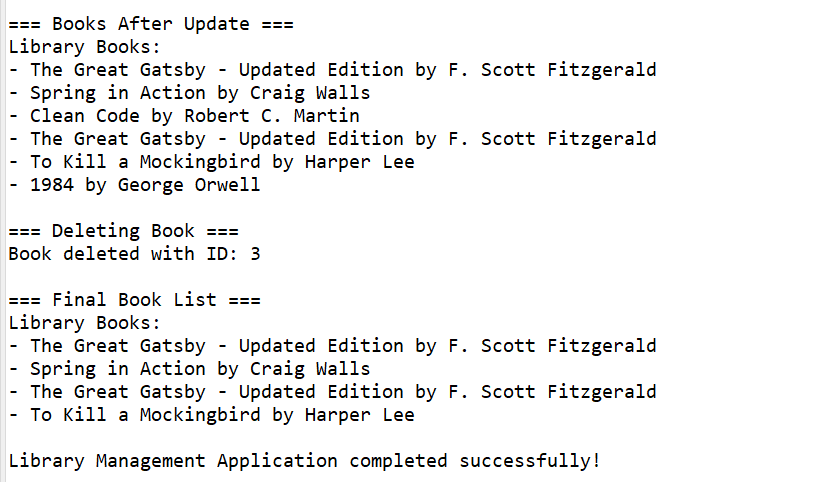 === Books After Update ===
Library Books:
- The Great Gatsby - Updated Edition by F. Scott Fitzgerald
- Spring in Action by Craig Walls
- Clean Code by Robert C. Martin
- The Great Gatsby - Updated Edition by F. Scott Fitzgerald
- To Kill a Mockingbird by Harper Lee
- 1984 by George Orwell

=== Deleting Book ===
Book deleted with ID: 3

=== Final Book List ===
Library Books:
- The Great Gatsby - Updated Edition by F. Scott Fitzgerald
- Spring in Action by Craig Walls
- The Great Gatsby - Updated Edition by F. Scott Fitzgerald
- To Kill a Mockingbird by Harper Lee

Library Management Application completed successfully!